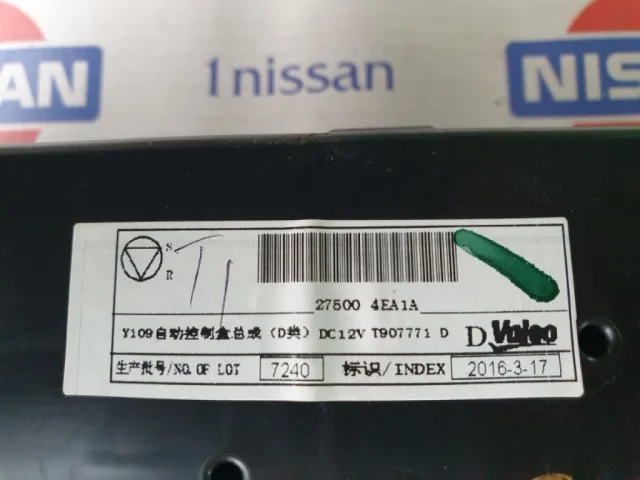 SAN 1nissan NIS
S
R
27500 4EA1A
Y109自动控制盒总成 (D类) DC12V T907771 D D Valeo
生产批号/NO. OF LOT 7240 标识/INDEX 2016-3-17